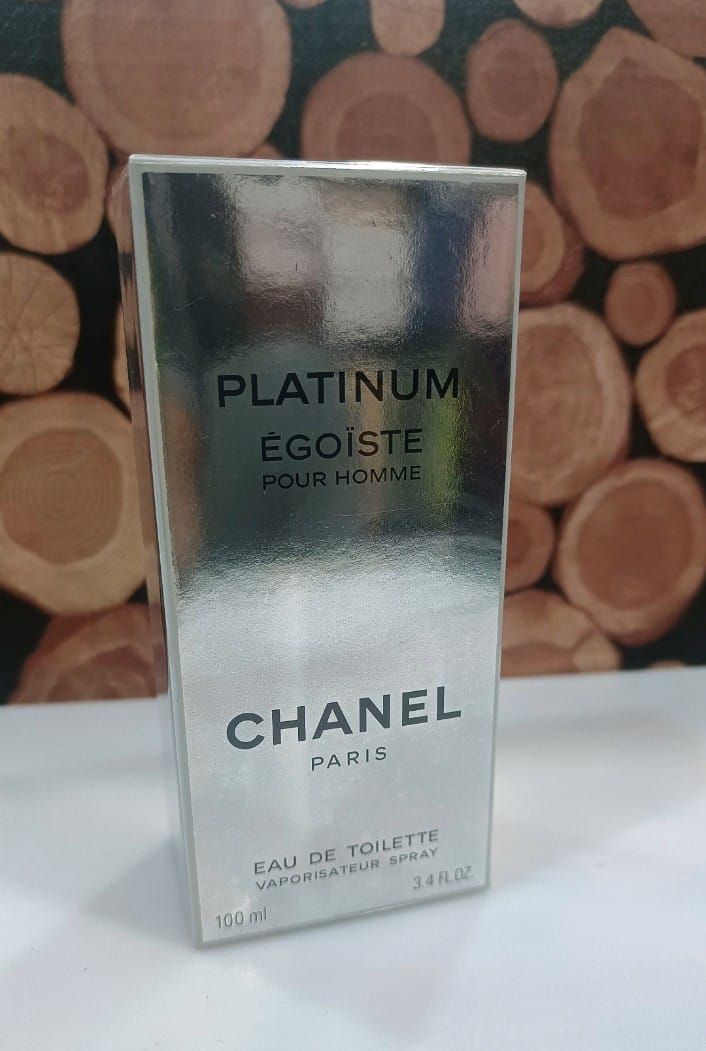 PLATINUM
ÉGOÏSTE
POUR HOMME
CHANEL
PARIS
EAU DE TOILETTE
VAPORISATEUR SPRAY
100 ml
3.4 FL.OZ.